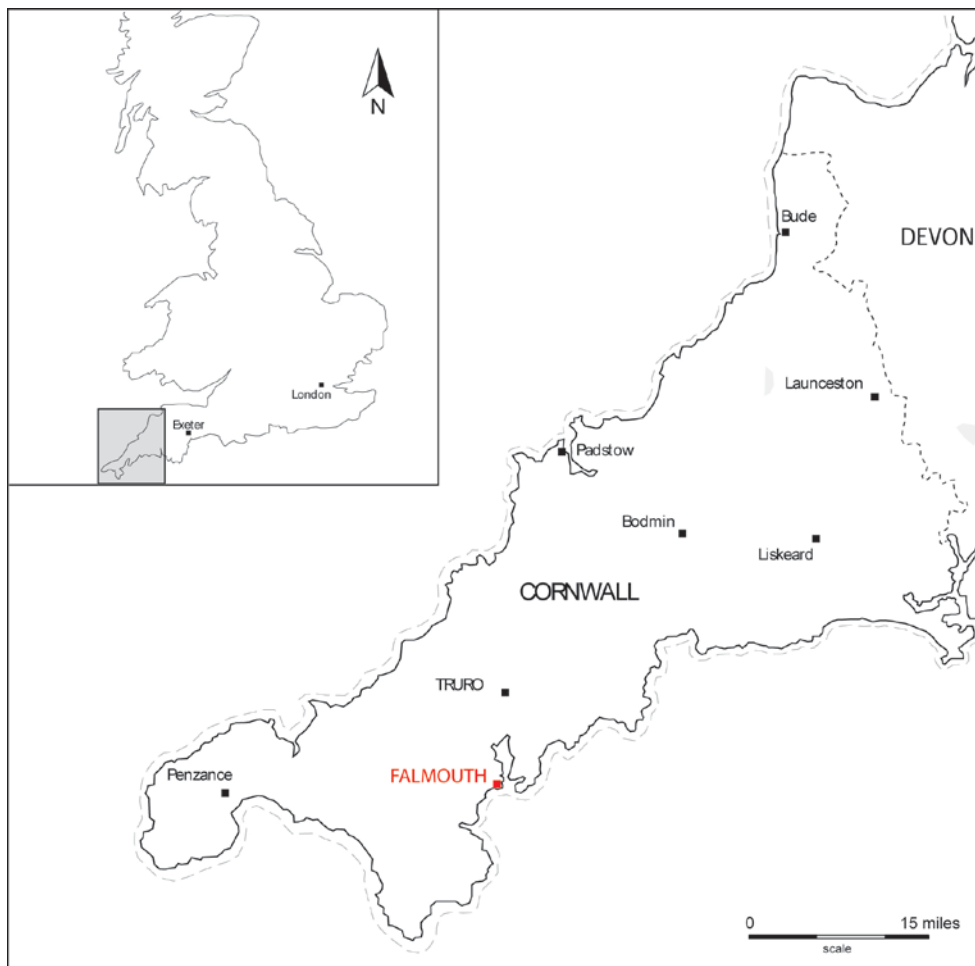 N
London
Exeter
Bude
DEVON
Launceston
Padstow
Bodmin
Liskeard
CORNWALL
TRURO
FALMOUTH
Penzance
0 15 miles
scale